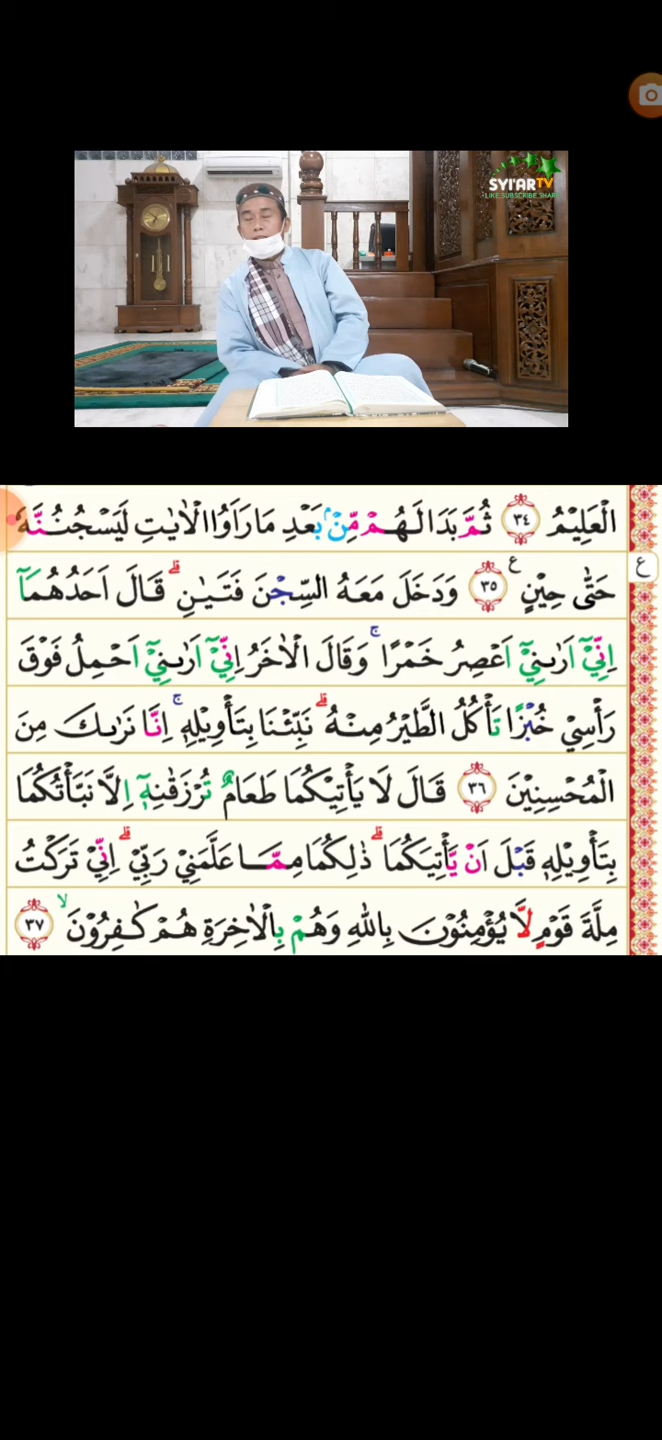 SYI'AR TV
LIKE, SUBSCRIBE SHARE
الْعَلِيْمُ ٣٤ ثُمَّ بَدَا لَهُمْ مِّنْۢ بَعْدِ مَا رَاَوُا الْاٰيٰتِ لَيَسْجُنُنَّهٗ
حَتّٰى حِيْنٍ ࣖ ٣٥ وَدَخَلَ مَعَهُ السِّجْنَ فَتَيٰنِ ۗ قَالَ اَحَدُهُمَآ
ع
اِنِّيْٓ اَرٰىنِيْٓ اَعْصِرُ خَمْرًا ۚ وَقَالَ الْاٰخَرُ اِنِّيْٓ اَرٰىنِيْٓ اَحْمِلُ فَوْقَ
رَأْسِيْ خُبْزًا تَأْكُلُ الطَّيْرُ مِنْهُ ۗ نَبِّئْنَا بِتَأْوِيْلِهٖ ۚ اِنَّا نَرٰىكَ مِنَ
الْمُحْسِنِيْنَ ٣٦ قَالَ لَا يَأْتِيْكُمَا طَعَامٌ تُرْزَقٰنِهٖٓ اِلَّا نَبَّأْتُكُمَا
بِتَأْوِيْلِهٖ قَبْلَ اَنْ يَّأْتِيَكُمَا ۗ ذٰلِكُمَا مِمَّا عَلَّمَنِيْ رَبِّيْ ۗ اِنِّيْ تَرَكْتُ
مِلَّةَ قَوْمٍ لَّا يُؤْمِنُوْنَ بِاللّٰهِ وَهُمْ بِالْاٰخِرَةِ هُمْ كٰفِرُوْنَ ۙ ٣٧